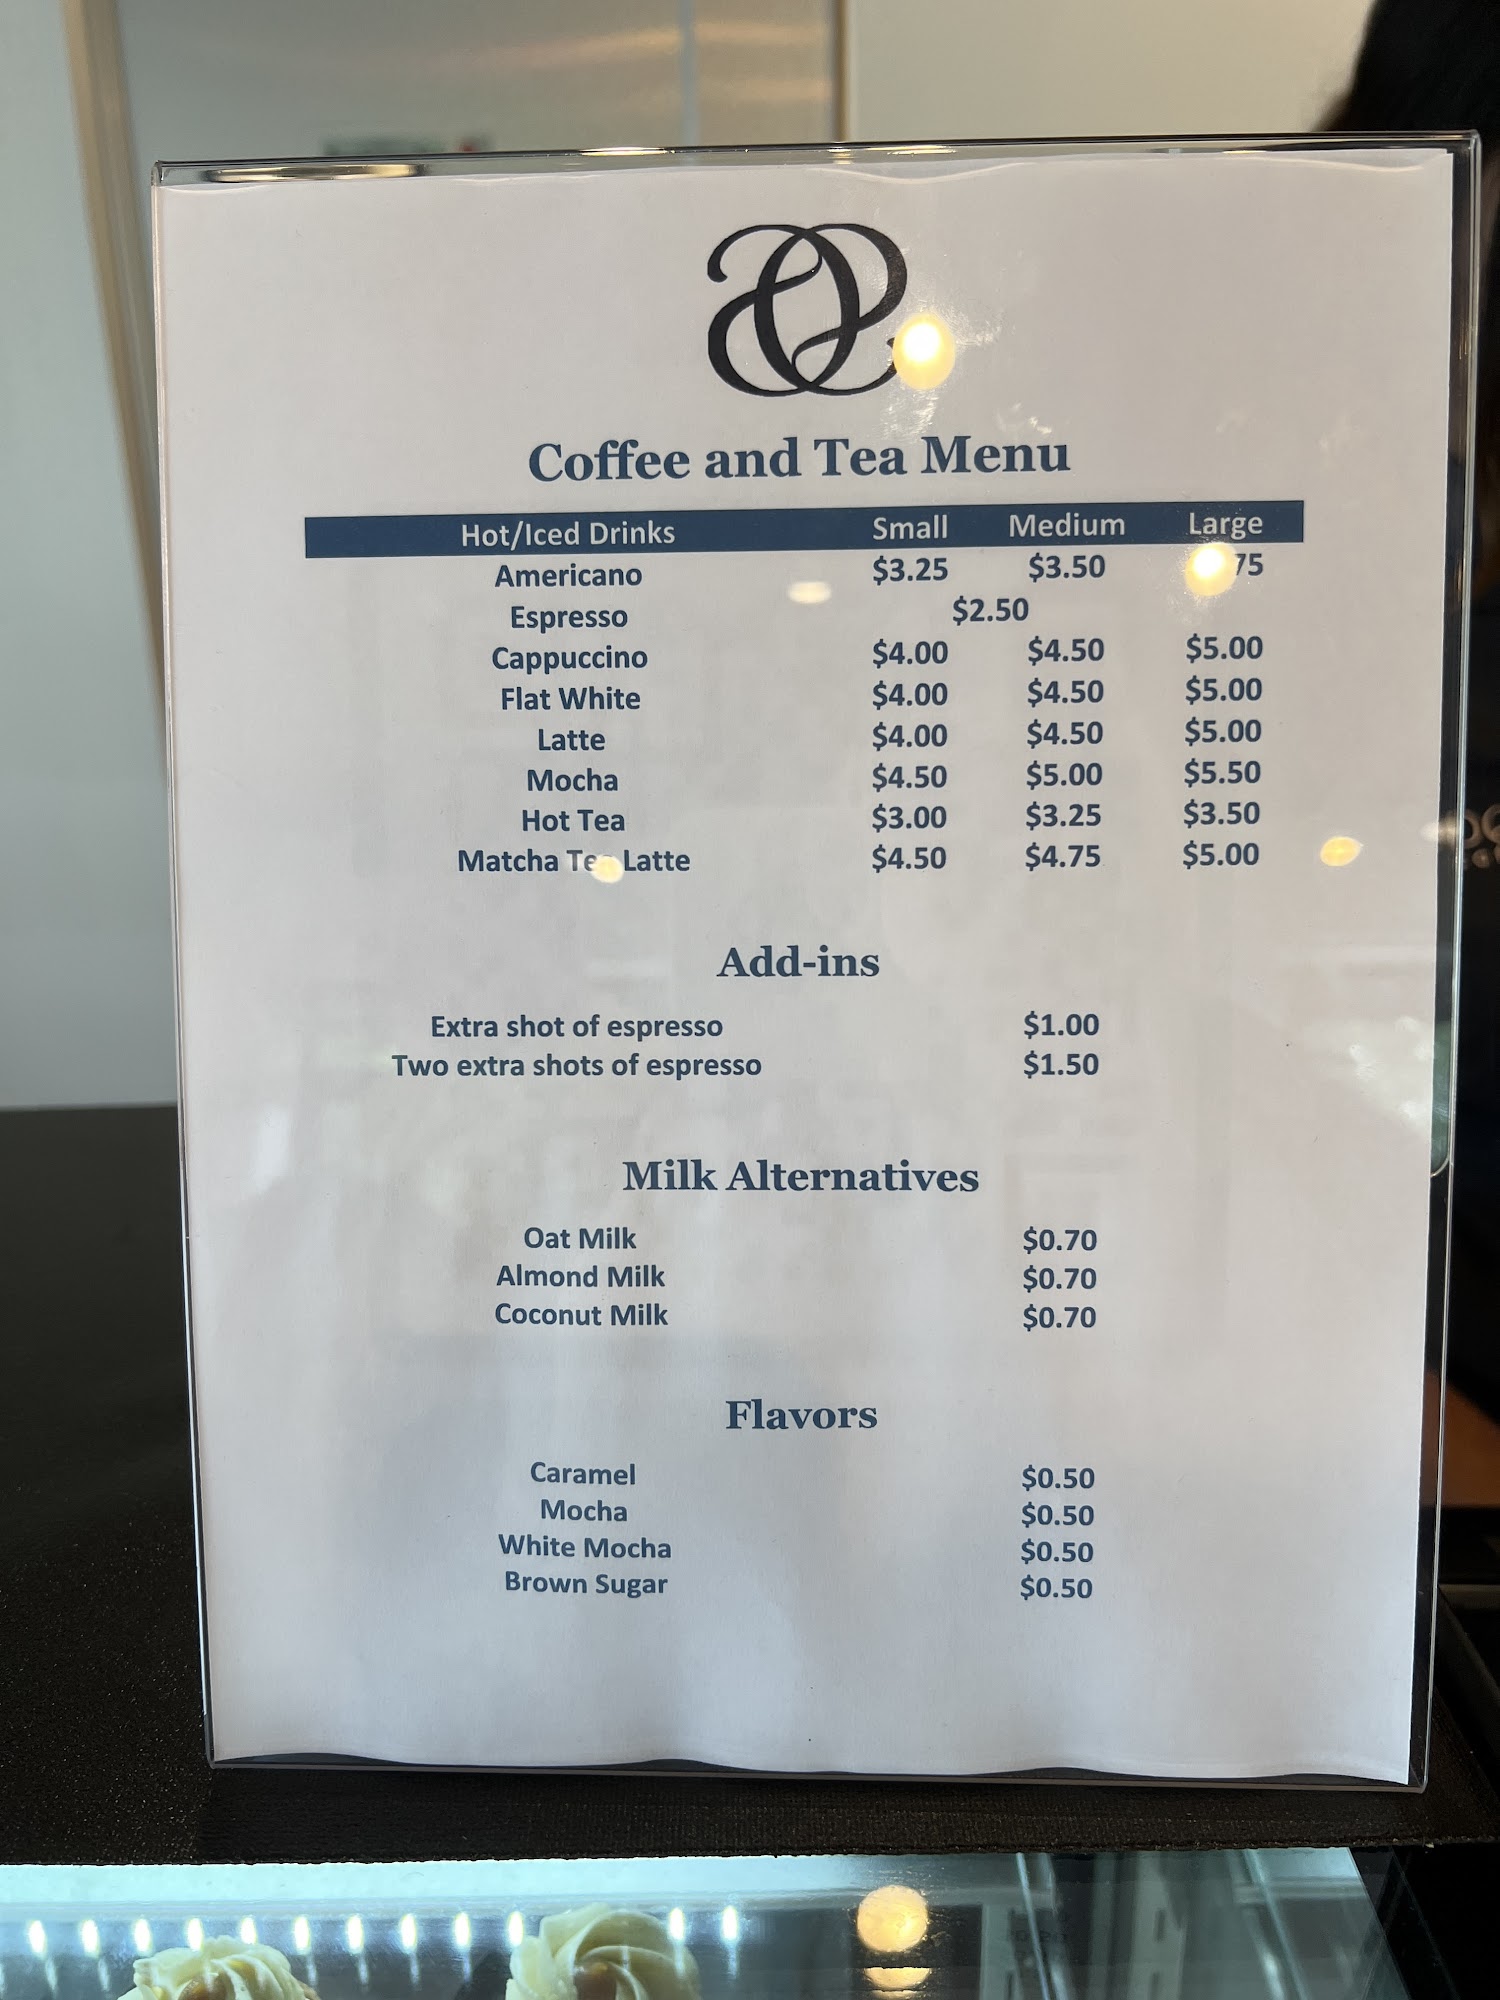 Coffee and Tea Menu
Hot/Iced Drinks Small Medium Large
Americano $3.25 $3.50 75
Espresso $2.50
Cappuccino $4.00 $4.50 $5.00
Flat White $4.00 $4.50 $5.00
Latte $4.00 $4.50 $5.00
Mocha $4.50 $5.00 $5.50
Hot Tea $3.00 $3.25 $3.50
Matcha Tea Latte $4.50 $4.75 $5.00
Add-ins
Extra shot of espresso $1.00
Two extra shots of espresso $1.50
Milk Alternatives
Oat Milk $0.70
Almond Milk $0.70
Coconut Milk $0.70
Flavors
Caramel $0.50
Mocha $0.50
White Mocha $0.50
Brown Sugar $0.50